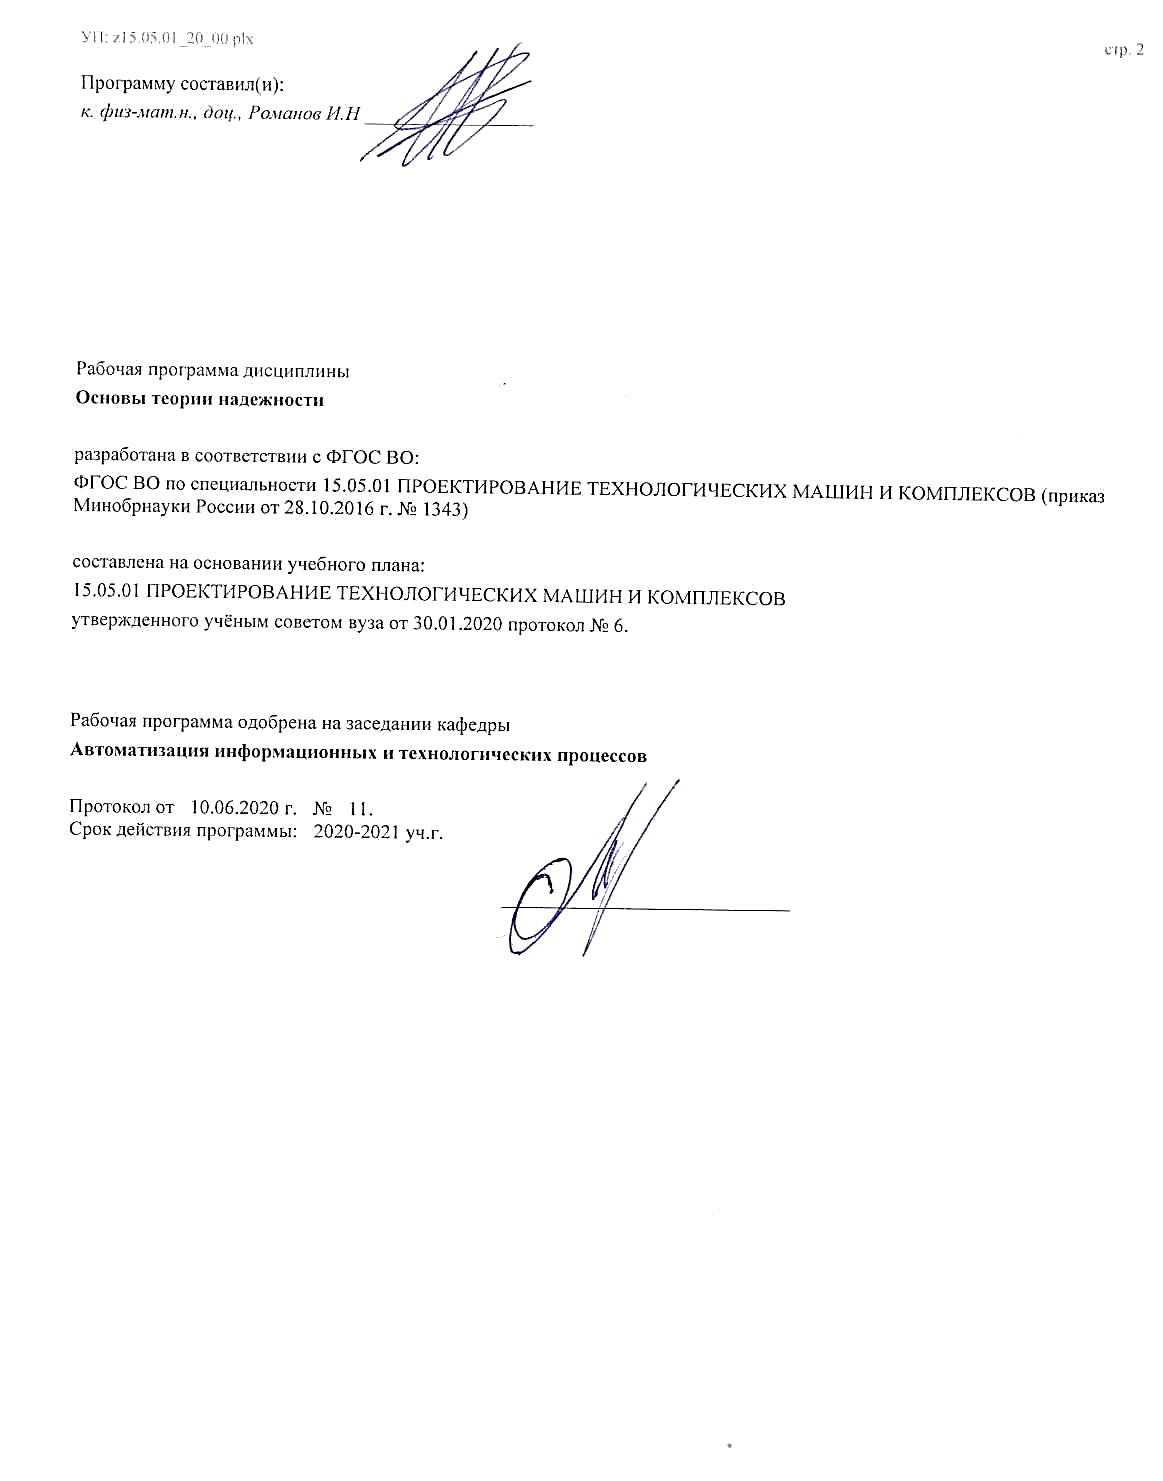 УП: z15.05.01_20_00.plx
стр. 2
Программу составил(и):
к. физ-мат.н., доц., Романов И.Н
Рабочая программа дисциплины
Основы теории надежности
разработана в соответствии с ФГОС ВО:
ФГОС ВО по специальности 15.05.01 ПРОЕКТИРОВАНИЕ ТЕХНОЛОГИЧЕСКИХ МАШИН И КОМПЛЕКСОВ (приказ
Минобрнауки России от 28.10.2016 г. № 1343)
составлена на основании учебного плана:
15.05.01 ПРОЕКТИРОВАНИЕ ТЕХНОЛОГИЧЕСКИХ МАШИН И КОМПЛЕКСОВ
утвержденного учёным советом вуза от 30.01.2020 протокол № 6.
Рабочая программа одобрена на заседании кафедры
Автоматизация информационных и технологических процессов
Протокол от 10.06.2020 г. № 11.
Срок действия программы: 2020-2021 уч.г.